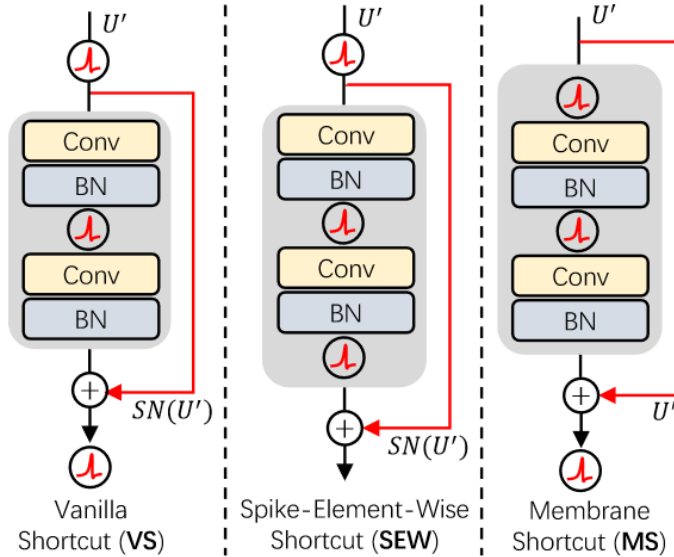 U′
Conv
BN
Conv
BN
+
SN(U′)
Vanilla
Shortcut (VS)
U′
Conv
BN
Conv
BN
+
SN(U′)
Spike-Element-Wise
Shortcut (SEW)
U′
Conv
BN
Conv
BN
+
U′
Membrane
Shortcut (MS)